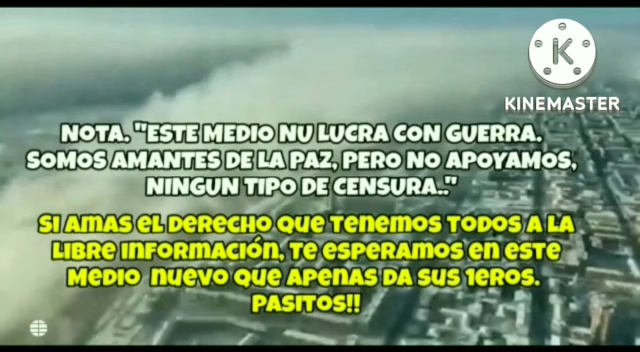 K
KINEMASTER
NOTA. "ESTE MEDIO NU LUCRA CON GUERRA.
SOMOS AMANTES DE LA PAZ, PERO NO APOYAMOS,
NINGUN TIPO DE CENSURA.."
SI AMAS EL DERECHO QUE TENEMOS TODOS A LA
LIBRE INFORMACIÓN, TE ESPERAMOS EN ESTE
MEDIO NUEVO QUE APENAS DA SUS 1EROS.
PASITOS!!